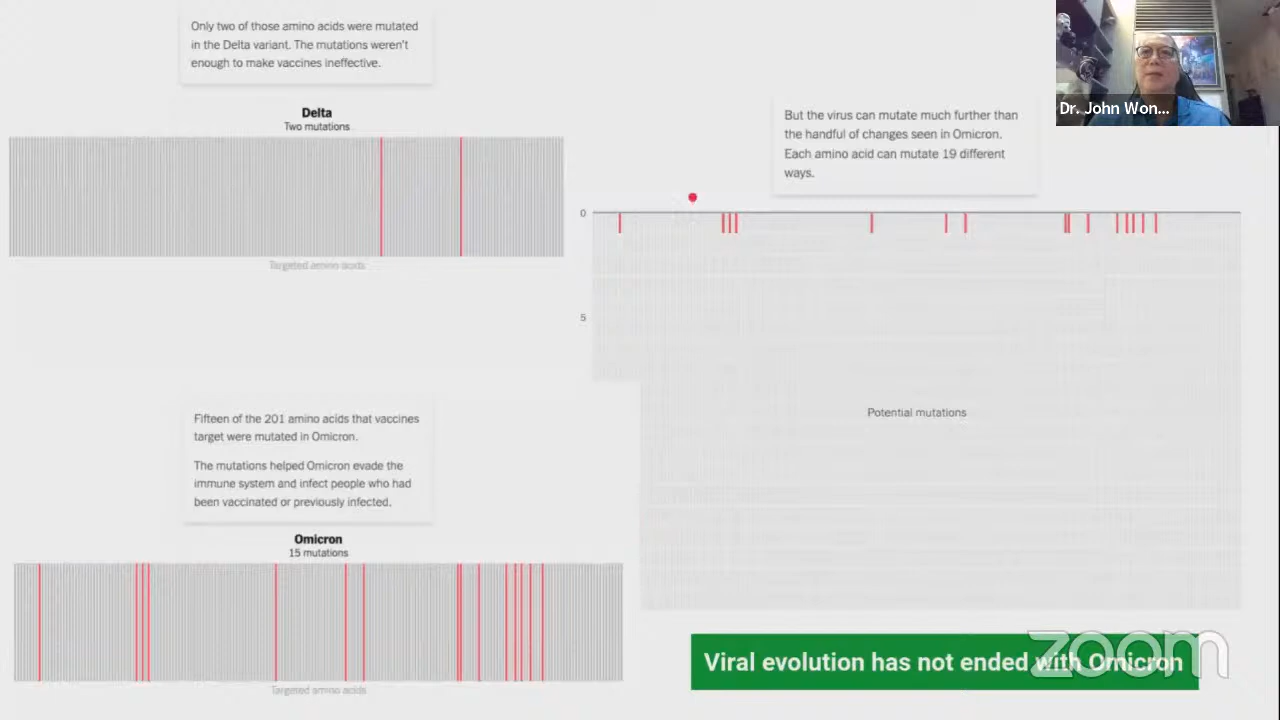 Only two of those amino acids were mutated
in the Delta variant. The mutations weren't
enough to make vaccines ineffective.
Delta
Two mutations
Targeted amino acids
Fifteen of the 201 amino acids that vaccines
target were mutated in Omicron.
The mutations helped Omicron evade the
immune system and infect people who had
been vaccinated or previously infected.
Omicron
15 mutations
Targeted amino acids
But the virus can mutate much further than
the handful of changes seen in Omicron.
Each amino acid can mutate 19 different
ways.
0
5
Potential mutations
Viral evolution has not ended with Omicron
zoom
Dr. John Won...